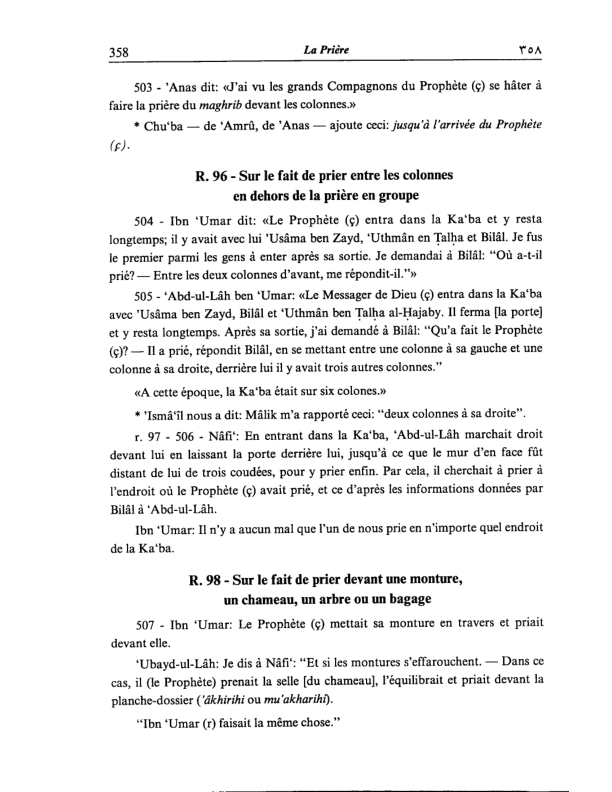 358 La Prière ٣٥٨
503 - 'Anas dit: «J'ai vu les grands Compagnons du Prophète (ç) se hâter à
faire la prière du maghrib devant les colonnes.»
* Chu‘ba — de ‘Amrû, de 'Anas — ajoute ceci: jusqu'à l'arrivée du Prophète
(ç).
R. 96 - Sur le fait de prier entre les colonnes
en dehors de la prière en groupe
504 - Ibn ‘Umar dit: «Le Prophète (ç) entra dans la Ka‘ba et y resta
longtemps; il y avait avec lui 'Usâma ben Zayd, ‘Uthmân en Ṭalḥa et Bilâl. Je fus
le premier parmi les gens à enter après sa sortie. Je demandai à Bilâl: “Où a-t-il
prié? — Entre les deux colonnes d'avant, me répondit-il.”»
505 - ‘Abd-ul-Lâh ben ‘Umar: «Le Messager de Dieu (ç) entra dans la Ka‘ba
avec 'Usâma ben Zayd, Bilâl et ‘Uthmân ben Ṭalḥa al-Ḥajaby. Il ferma [la porte]
et y resta longtemps. Après sa sortie, j'ai demandé à Bilâl: “Qu'a fait le Prophète
(ç)? — Il a prié, répondit Bilâl, en se mettant entre une colonne à sa gauche et une
colonne à sa droite, derrière lui il y avait trois autres colonnes.”
«A cette époque, la Ka‘ba était sur six colones.»
* 'Ismâ‘îl nous a dit: Mâlik m'a rapporté ceci: “deux colonnes à sa droite”.
r. 97 - 506 - Nâfi‘: En entrant dans la Ka‘ba, ‘Abd-ul-Lâh marchait droit
devant lui en laissant la porte derrière lui, jusqu'à ce que le mur d'en face fût
distant de lui de trois coudées, pour y prier enfin. Par cela, il cherchait à prier à
l'endroit où le Prophète (ç) avait prié, et ce d'après les informations données par
Bilâl à ‘Abd-ul-Lâh.
Ibn ‘Umar: Il n'y a aucun mal que l'un de nous prie en n'importe quel endroit
de la Ka‘ba.
R. 98 - Sur le fait de prier devant une monture,
un chameau, un arbre ou un bagage
507 - Ibn ‘Umar: Le Prophète (ç) mettait sa monture en travers et priait
devant elle.
‘Ubayd-ul-Lâh: Je dis à Nâfi‘: “Et si les montures s'effarouchent. — Dans ce
cas, il (le Prophète) prenait la selle [du chameau], l'équilibrait et priait devant la
planche-dossier ('âkhirihi ou mu'akharihi).
“Ibn ‘Umar (r) faisait la même chose.”